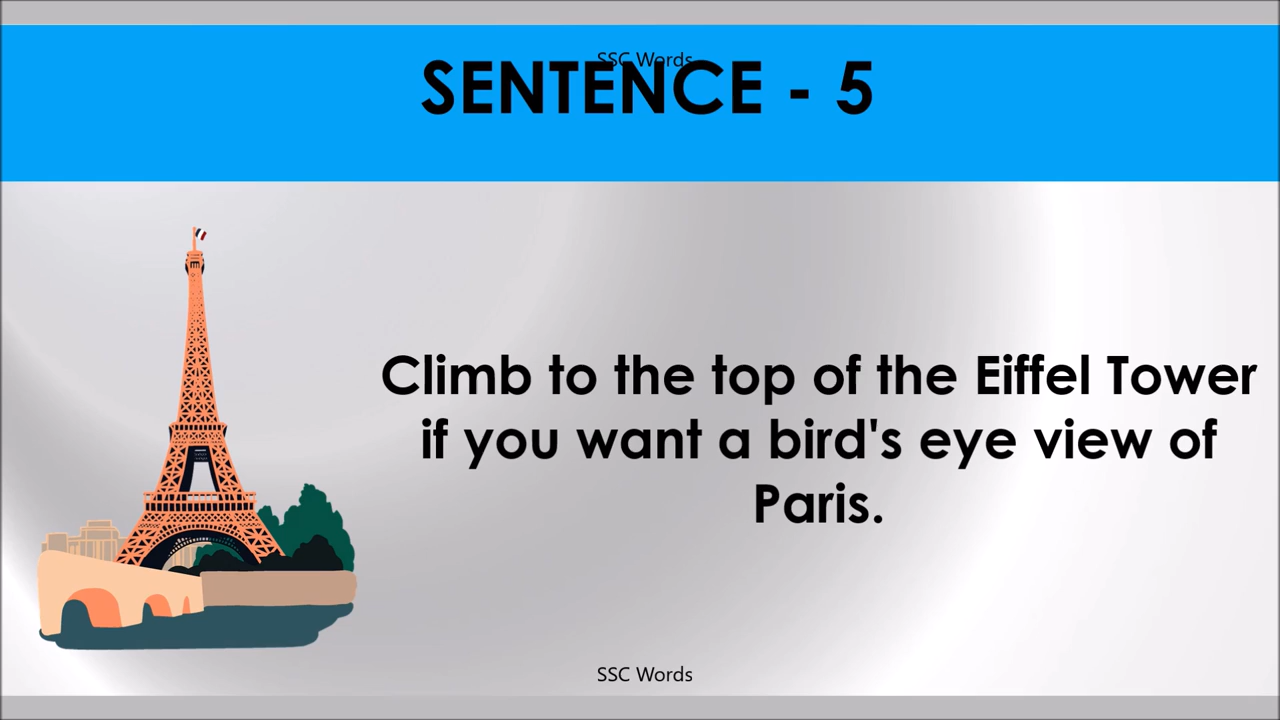 SSC Words
SENTENCE - 5
Climb to the top of the Eiffel Tower
if you want a bird's eye view of
Paris.
SSC Words